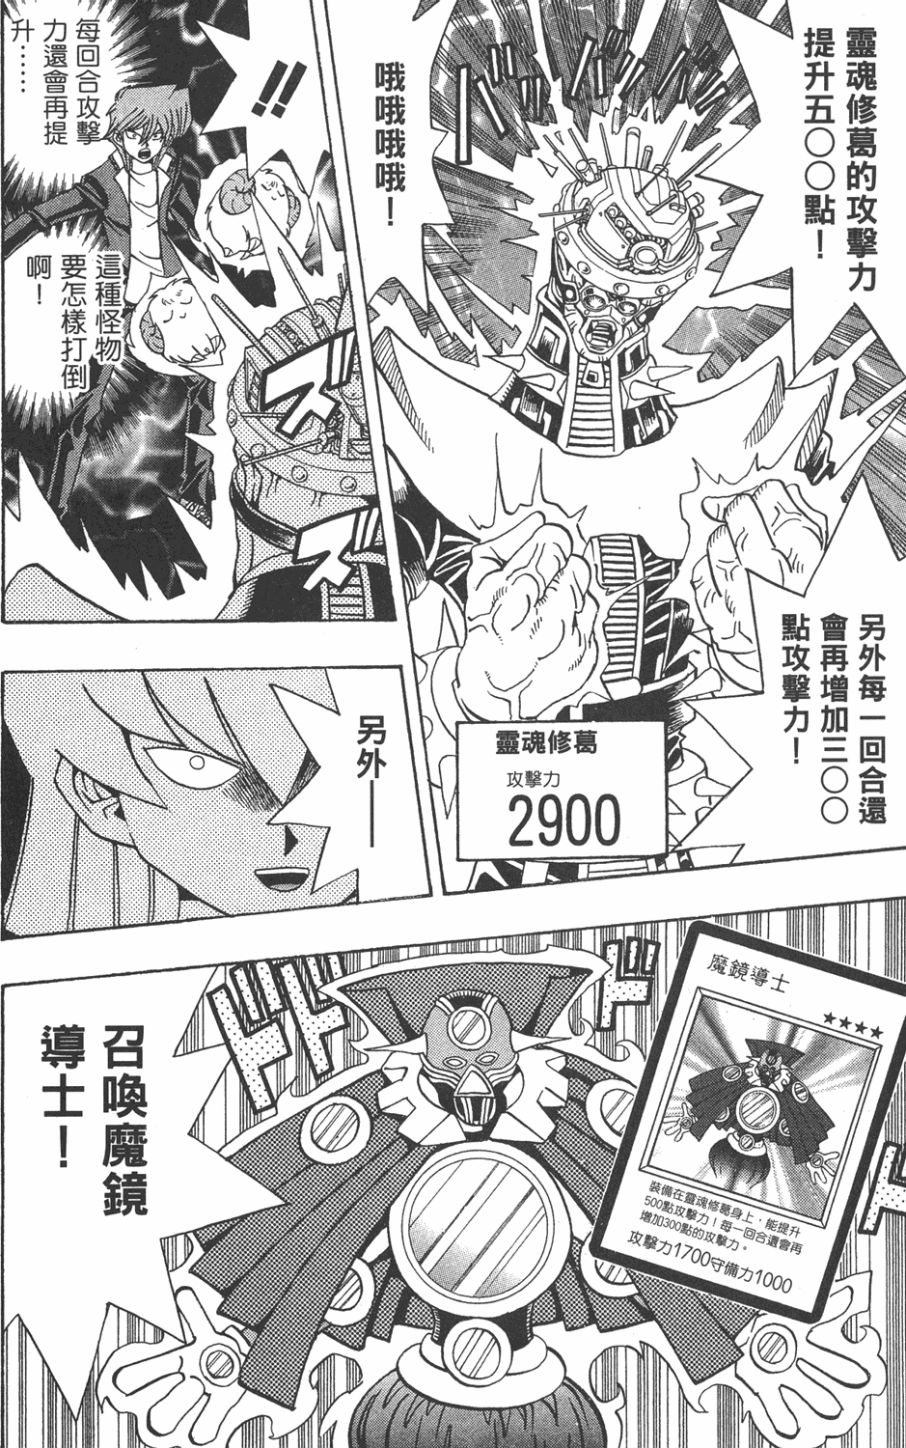 靈魂修葛的攻擊力
提升五〇〇點！
哦哦哦哦！
另外每一回合還
會再增加三〇〇
點攻擊力！
靈魂修葛
攻擊力
2900
!!
每回合攻擊
力還會再提
升……
這種怪物
要怎樣打倒
啊！
另外——
魔鏡導士
★★★★
裝備在靈魂修葛身上，能提升
500點攻擊力！每一回合還會再
增加300點的攻擊力。
攻擊力1700守備力1000
召喚魔鏡
導士！
ドド
ドド
ドド